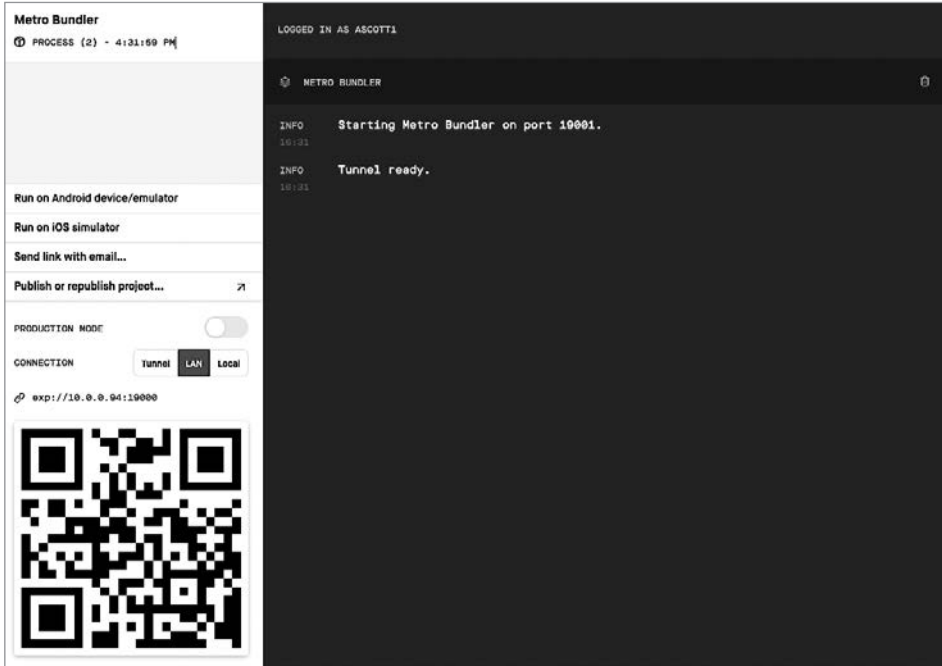 Metro Bundler
PROCESS (2) - 4:31:59 PM
Run on Android device/emulator
Run on iOS simulator
Send link with email...
Publish or republish project...
PRODUCTION MODE
CONNECTION
Tunnel LAN Local
exp://10.0.0.94:19000
LOGGED IN AS ASCOTT1
METRO BUNDLER
INFO Starting Metro Bundler on port 19001.
16:31
INFO Tunnel ready.
16:31